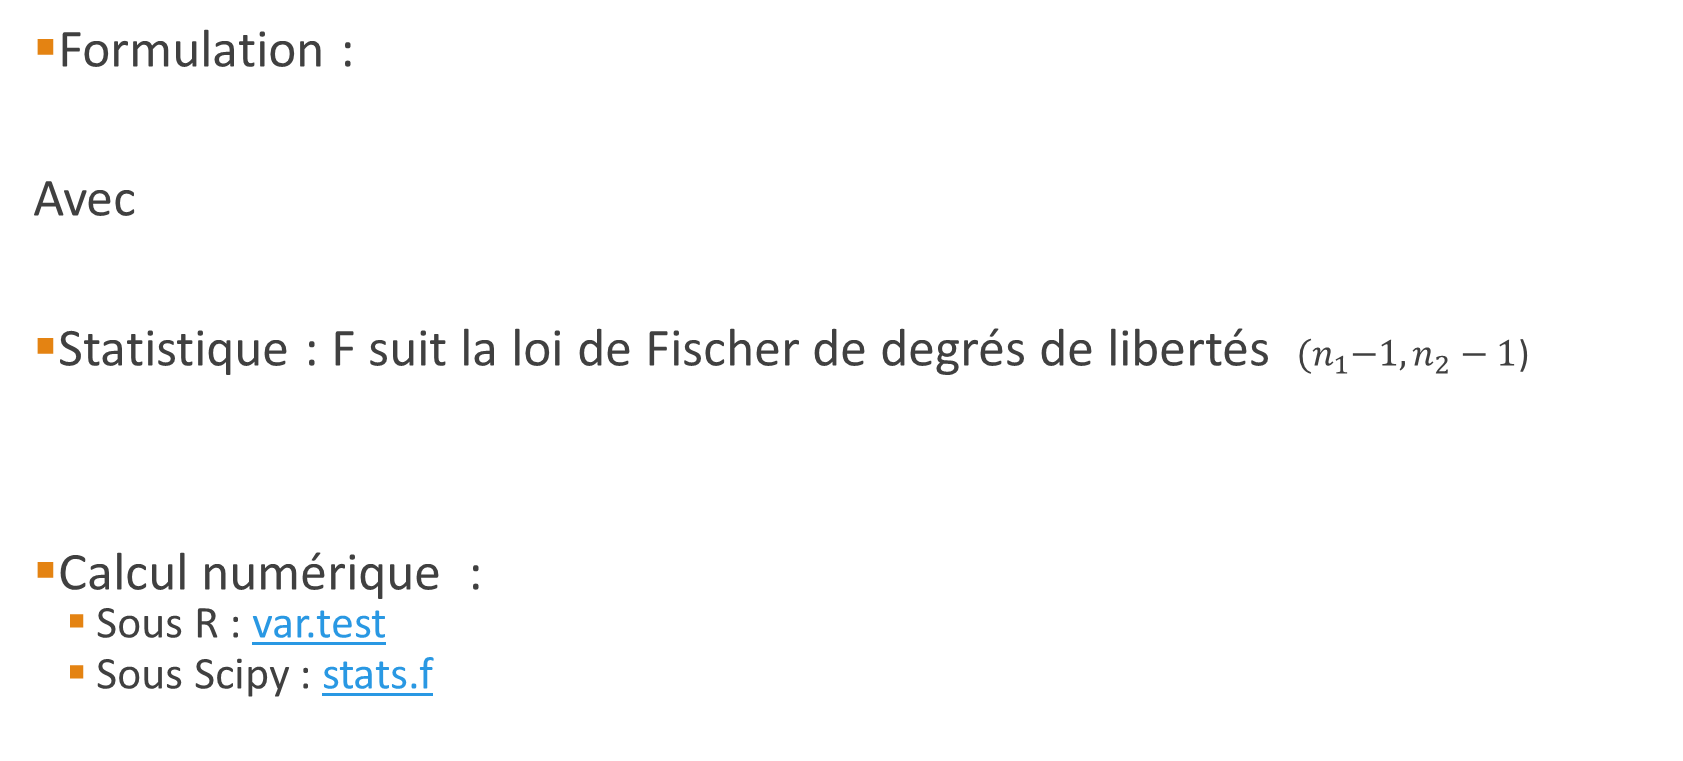 ▪Formulation :
Avec
▪Statistique : F suit la loi de Fischer de degrés de libertés (n₁−1, n₂ − 1)
▪Calcul numérique :
▪ Sous R : var.test
▪ Sous Scipy : stats.f